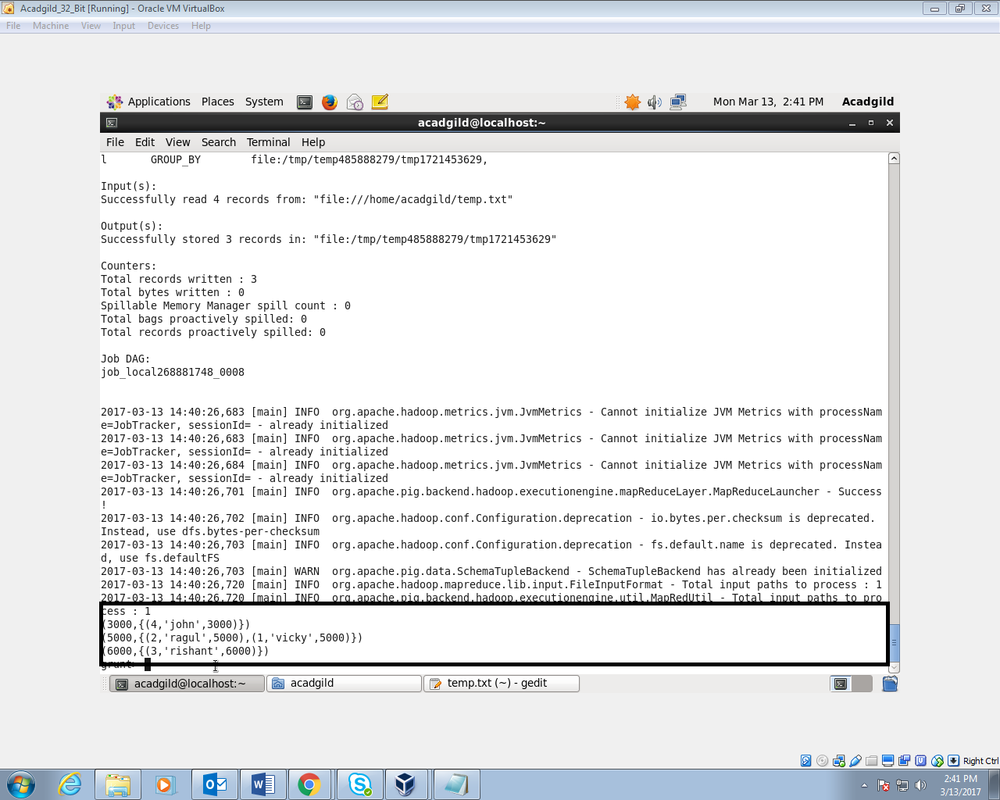 Acadgild_32_Bit [Running] - Oracle VM VirtualBox
File Machine View Input Devices Help
Applications Places System Mon Mar 13, 2:41 PM Acadgild
acadgild@localhost:~
File Edit View Search Terminal Help
l       GROUP_BY        file:/tmp/temp485888279/tmp1721453629,
Input(s):
Successfully read 4 records from: "file:///home/acadgild/temp.txt"
Output(s):
Successfully stored 3 records in: "file:/tmp/temp485888279/tmp1721453629"
Counters:
Total records written : 3
Total bytes written : 0
Spillable Memory Manager spill count : 0
Total bags proactively spilled: 0
Total records proactively spilled: 0
Job DAG:
job_local268881748_0008
2017-03-13 14:40:26,683 [main] INFO  org.apache.hadoop.metrics.jvm.JvmMetrics - Cannot initialize JVM Metrics with processNam
e=JobTracker, sessionId= - already initialized
2017-03-13 14:40:26,683 [main] INFO  org.apache.hadoop.metrics.jvm.JvmMetrics - Cannot initialize JVM Metrics with processNam
e=JobTracker, sessionId= - already initialized
2017-03-13 14:40:26,684 [main] INFO  org.apache.hadoop.metrics.jvm.JvmMetrics - Cannot initialize JVM Metrics with processNam
e=JobTracker, sessionId= - already initialized
2017-03-13 14:40:26,701 [main] INFO  org.apache.pig.backend.hadoop.executionengine.mapReduceLayer.MapReduceLauncher - Success
!
2017-03-13 14:40:26,702 [main] INFO  org.apache.hadoop.conf.Configuration.deprecation - io.bytes.per.checksum is deprecated.
Instead, use dfs.bytes-per-checksum
2017-03-13 14:40:26,703 [main] INFO  org.apache.hadoop.conf.Configuration.deprecation - fs.default.name is deprecated. Instea
d, use fs.defaultFS
2017-03-13 14:40:26,703 [main] WARN  org.apache.pig.data.SchemaTupleBackend - SchemaTupleBackend has already been initialized
2017-03-13 14:40:26,720 [main] INFO  org.apache.hadoop.mapreduce.lib.input.FileInputFormat - Total input paths to process : 1
2017-03-13 14:40:26,720 [main] INFO  org.apache.pig.backend.hadoop.executionengine.util.MapRedUtil - Total input paths to pro
cess : 1
(3000,{(4,'john',3000)})
(5000,{(2,'ragul',5000),(1,'vicky',5000)})
(6000,{(3,'rishant',6000)})
grunt>
acadgild@localhost:~ acadgild temp.txt (~) - gedit
Right Ctrl
2:41 PM
3/13/2017